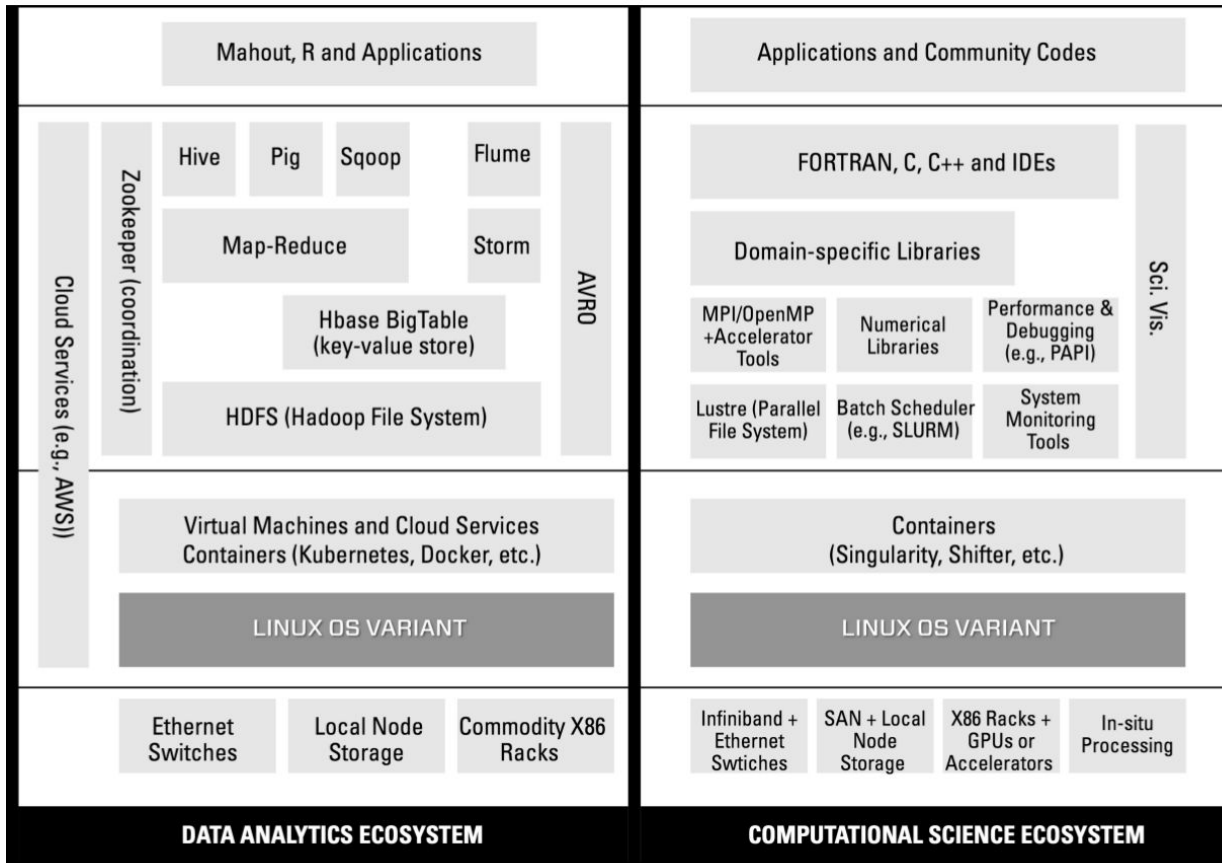 Mahout, R and Applications
Cloud Services (e.g., AWS))
Zookeeper (coordination)
Hive
Pig
Sqoop
Flume
Map-Reduce
Storm
Hbase BigTable
(key-value store)
HDFS (Hadoop File System)
AVRO
Virtual Machines and Cloud Services
Containers (Kubernetes, Docker, etc.)
LINUX OS VARIANT
Ethernet
Switches
Local Node
Storage
Commodity X86
Racks
DATA ANALYTICS ECOSYSTEM
Applications and Community Codes
FORTRAN, C, C++ and IDEs
Domain-specific Libraries
MPI/OpenMP
+Accelerator
Tools
Numerical
Libraries
Performance &
Debugging
(e.g., PAPI)
Lustre (Parallel
File System)
Batch Scheduler
(e.g., SLURM)
System
Monitoring
Tools
Sci. Vis.
Containers
(Singularity, Shifter, etc.)
LINUX OS VARIANT
Infiniband +
Ethernet
Swtiches
SAN + Local
Node
Storage
X86 Racks +
GPUs or
Accelerators
In-situ
Processing
COMPUTATIONAL SCIENCE ECOSYSTEM